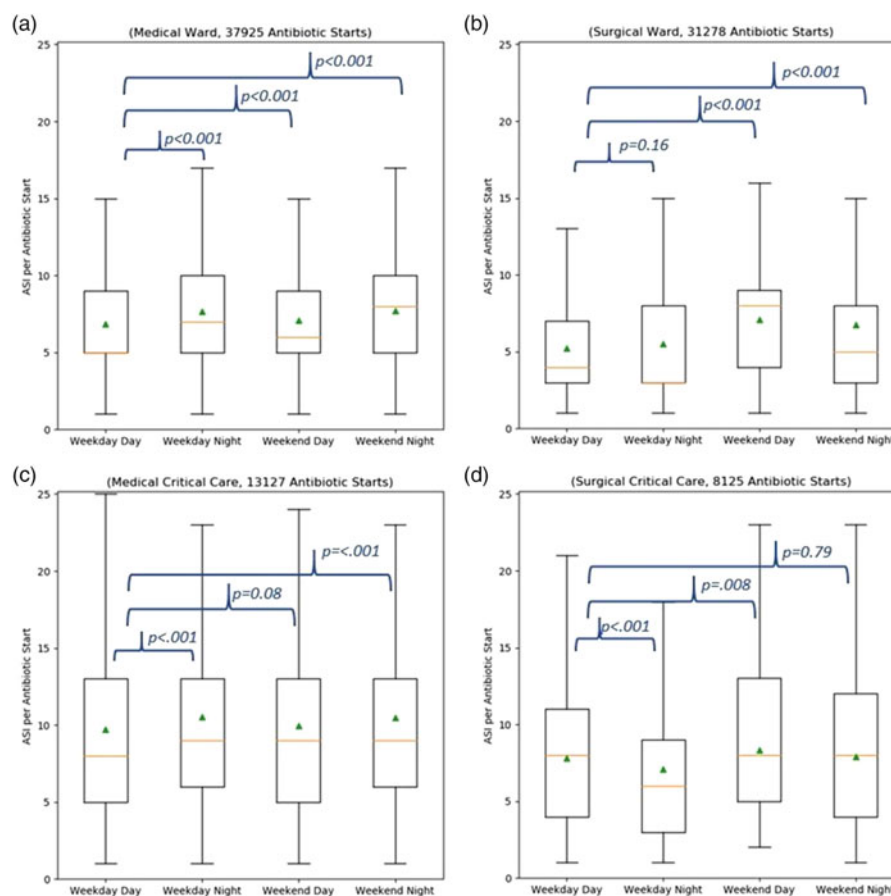 (a)
(Medical Ward, 37925 Antibiotic Starts)
25
20
15
10
5
0
ASI per Antibiotic Start
p<0.001
p<0.001
p<0.001
Weekday Day Weekday Night Weekend Day Weekend Night
(b)
(Surgical Ward, 31278 Antibiotic Starts)
25
20
15
10
5
0
ASI per Antibiotic Start
p<0.001
p<0.001
p=0.16
Weekday Day Weekday Night Weekend Day Weekend Night
(c)
(Medical Critical Care, 13127 Antibiotic Starts)
25
20
15
10
5
0
ASI per Antibiotic Start
p=<.001
p=0.08
p<.001
Weekday Day Weekday Night Weekend Day Weekend Night
(d)
(Surgical Critical Care, 8125 Antibiotic Starts)
25
20
15
10
5
0
ASI per Antibiotic Start
p=0.79
p=.008
p<.001
Weekday Day Weekday Night Weekend Day Weekend Night